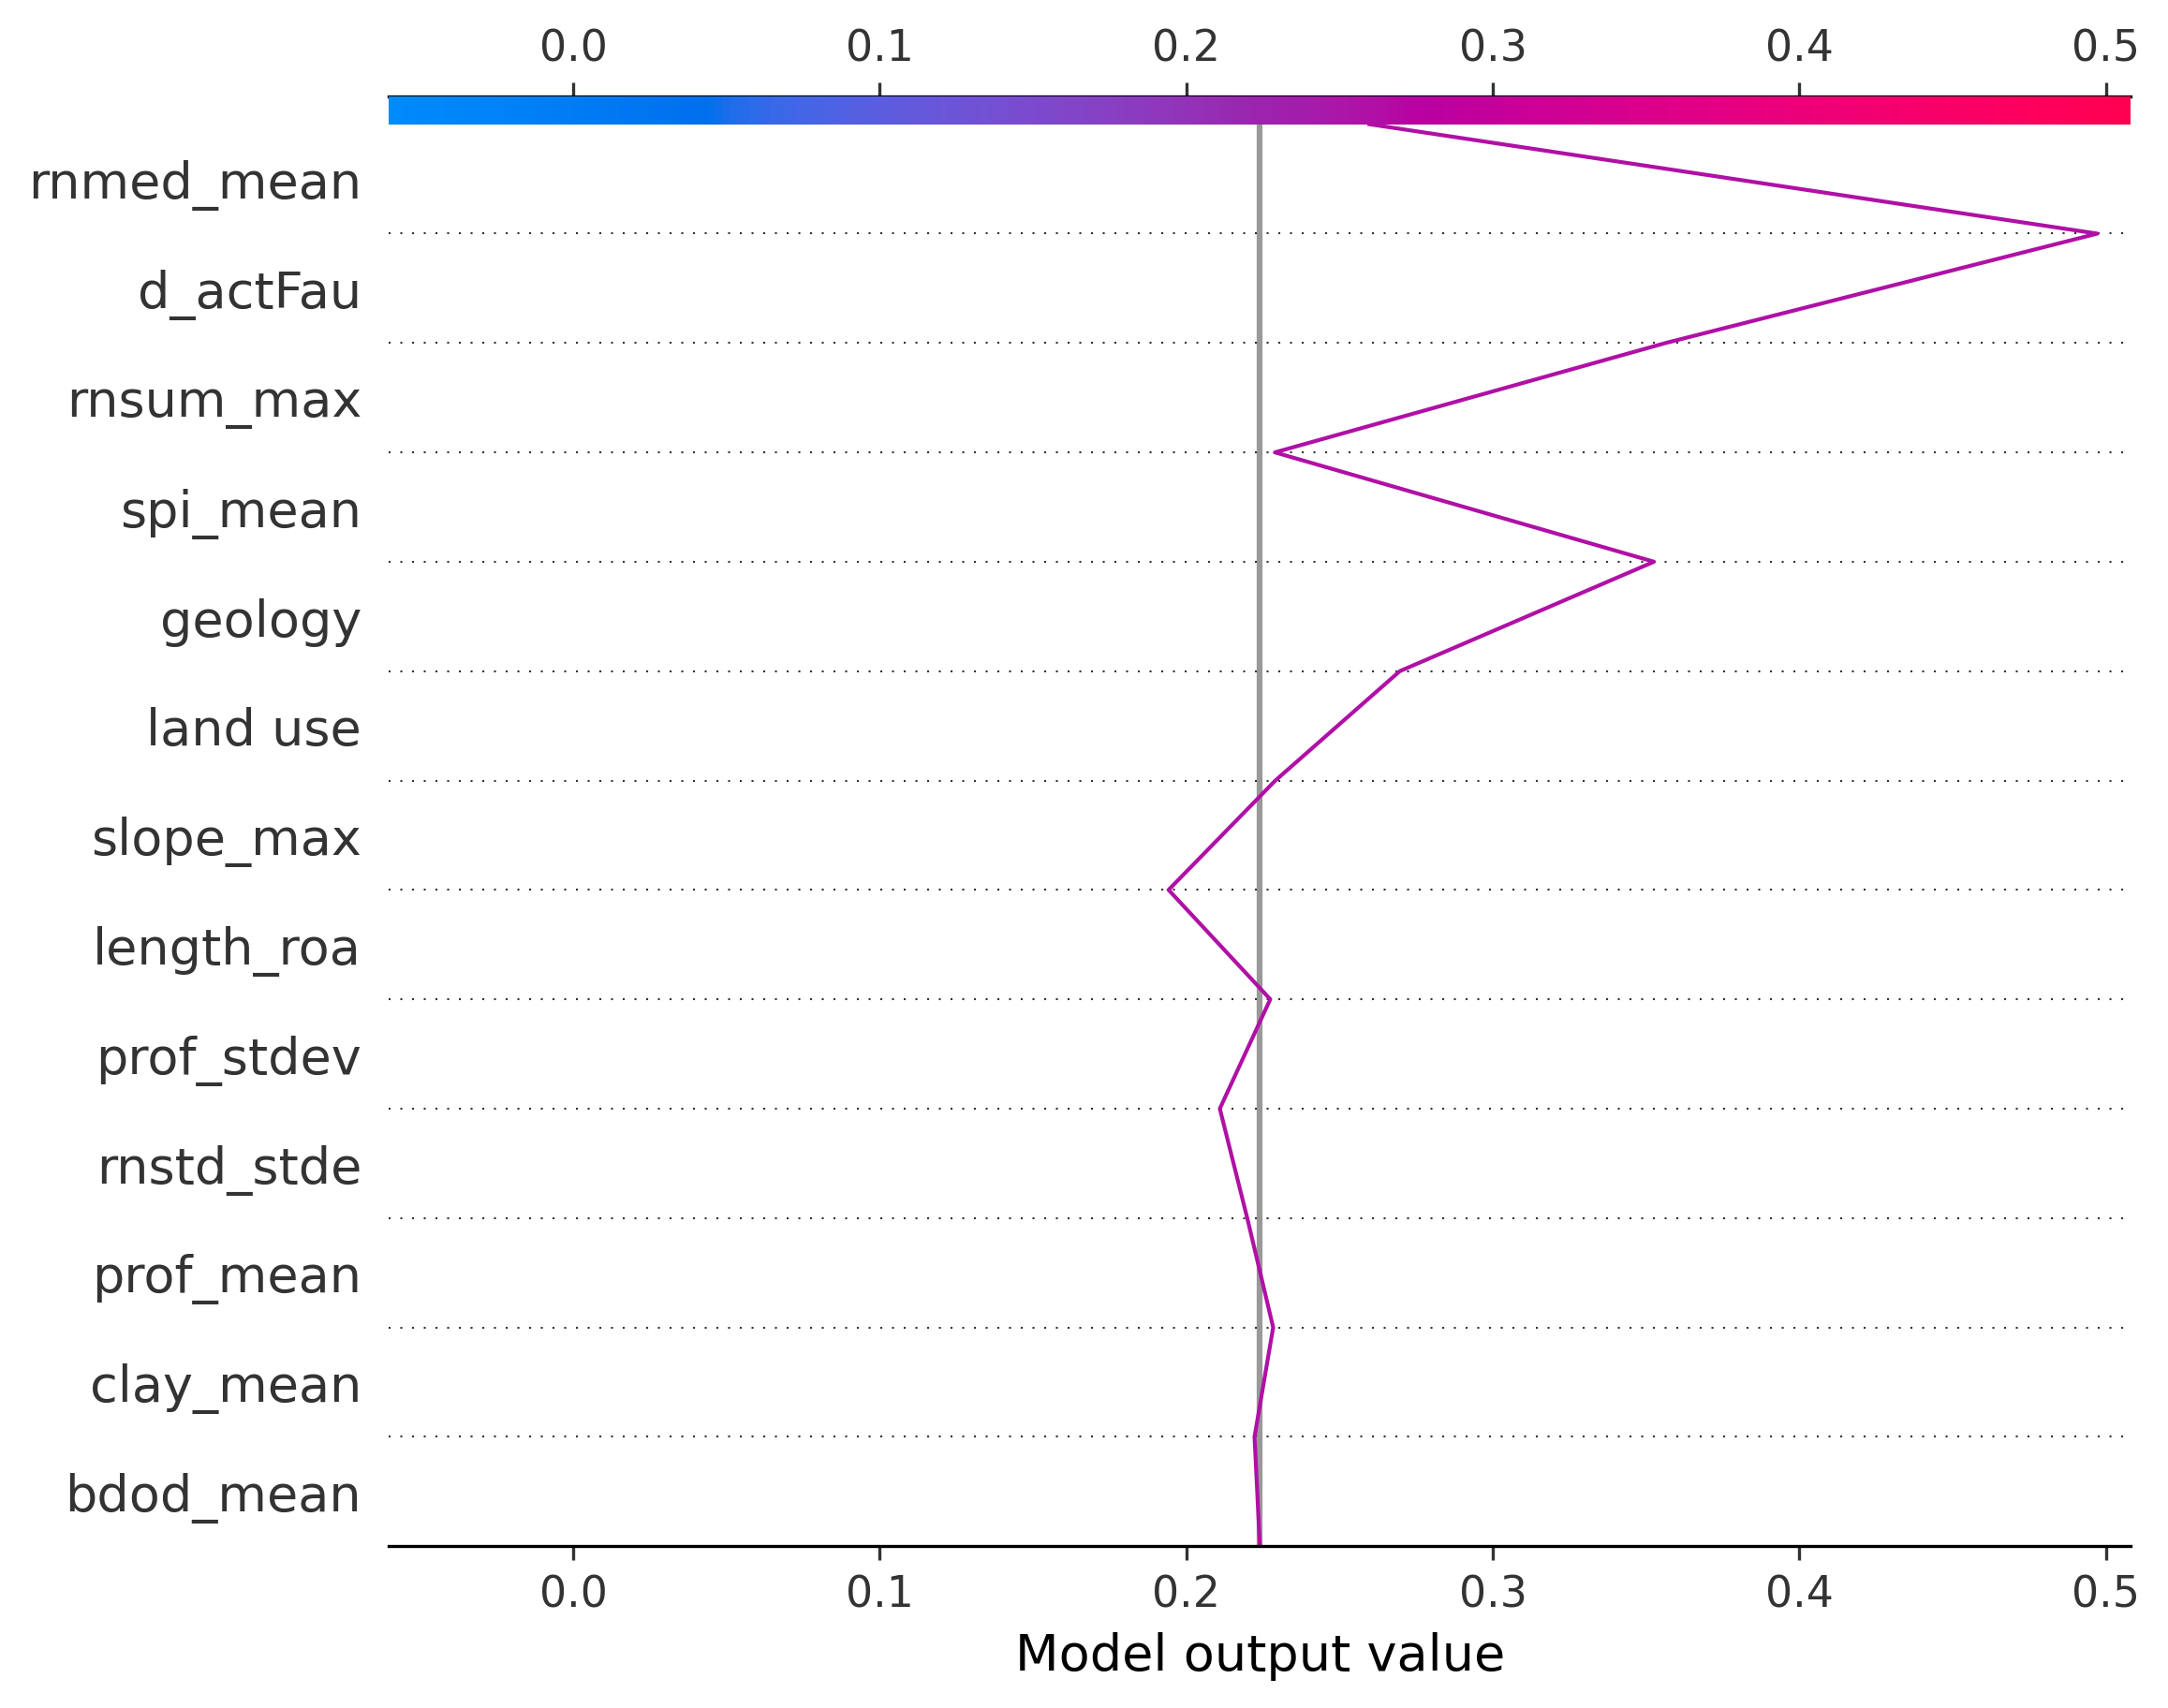 0.0 0.1 0.2 0.3 0.4 0.5
rnmed_mean
d_actFau
rnsum_max
spi_mean
geology
land use
slope_max
length_roa
prof_stdev
rnstd_stde
prof_mean
clay_mean
bdod_mean
0.0 0.1 0.2 0.3 0.4 0.5
Model output value